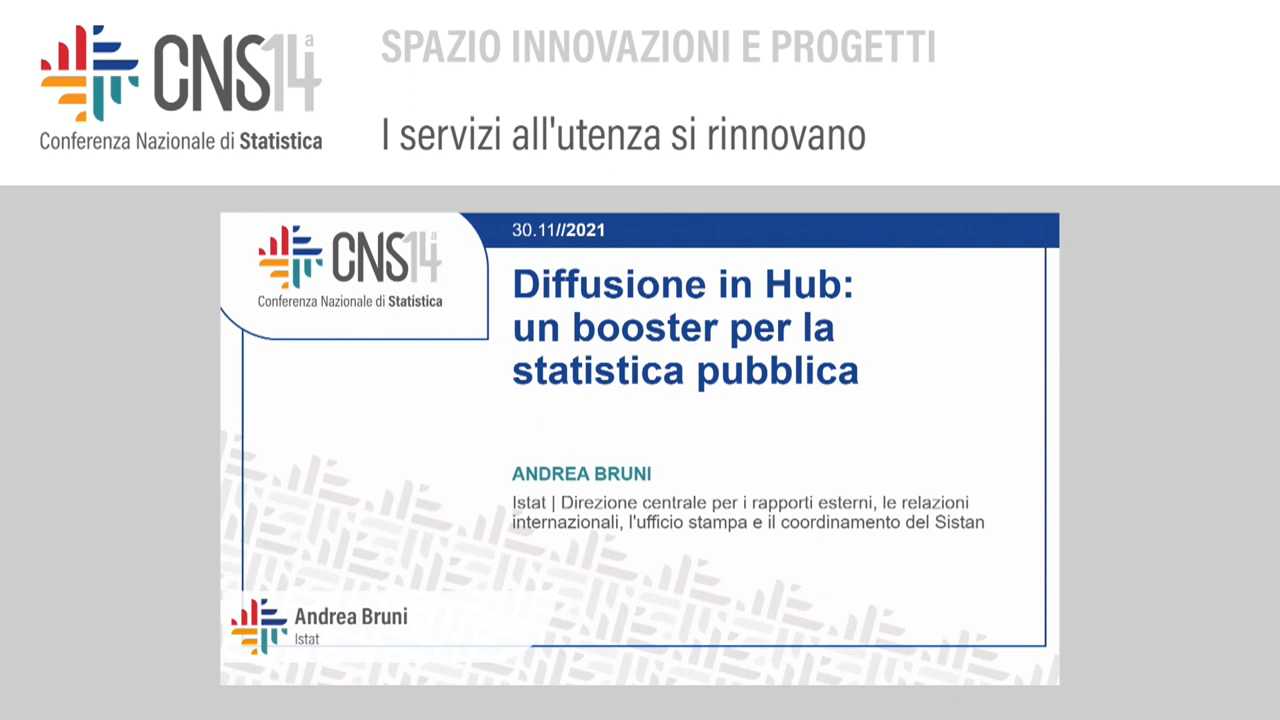 CNS14ª
Conferenza Nazionale di Statistica
SPAZIO INNOVAZIONI E PROGETTI
I servizi all'utenza si rinnovano
CNS14ª
Conferenza Nazionale di Statistica
30.11//2021
Diffusione in Hub:
un booster per la
statistica pubblica
ANDREA BRUNI
Istat | Direzione centrale per i rapporti esterni, le relazioni
internazionali, l'ufficio stampa e il coordinamento del Sistan
Andrea Bruni
Istat